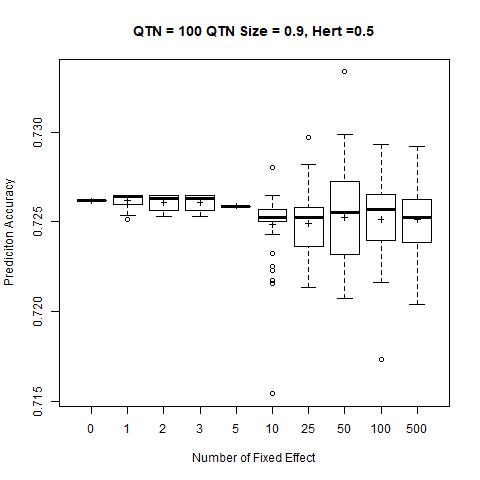 QTN = 100 QTN Size = 0.9, Hert =0.5
Prediciton Accuracy
0.730
0.725
0.720
0.715
0 1 2 3 5 10 25 50 100 500
Number of Fixed Effect